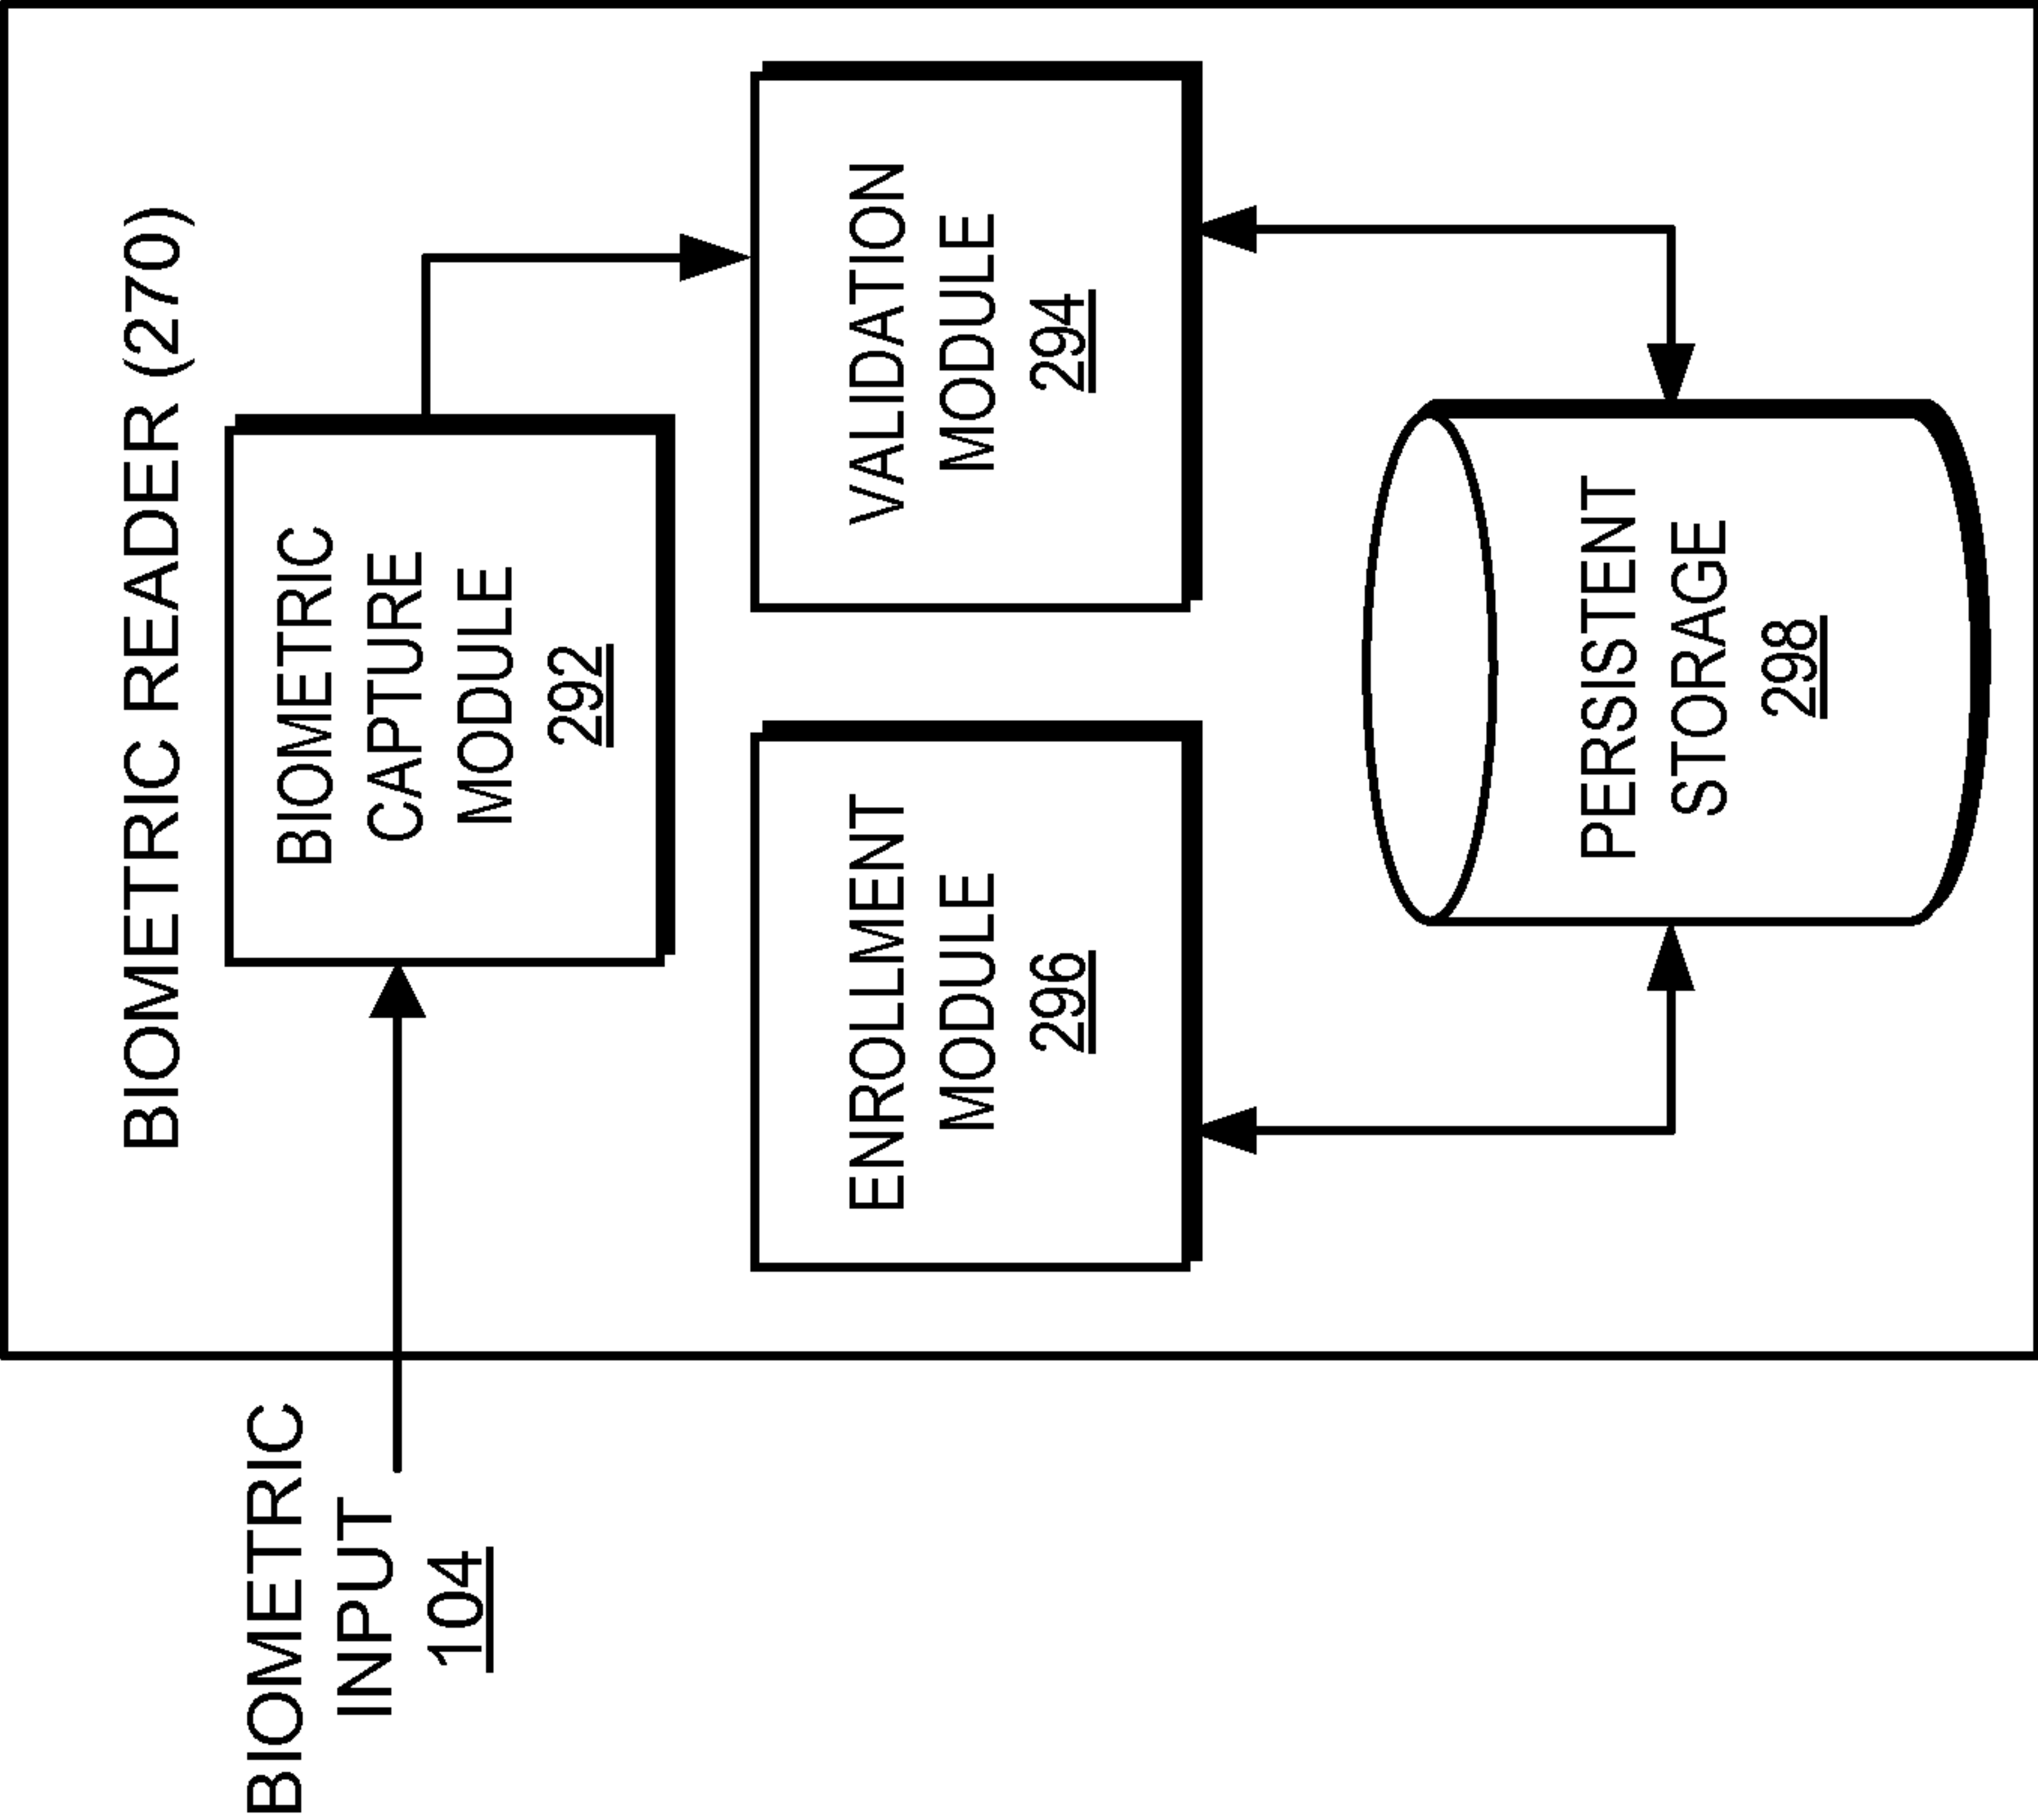 BIOMETRIC READER (270)
BIOMETRIC
INPUT
104
BIOMETRIC
CAPTURE
MODULE
292
ENROLLMENT
MODULE
296
VALIDATION
MODULE
294
PERSISTENT
STORAGE
298